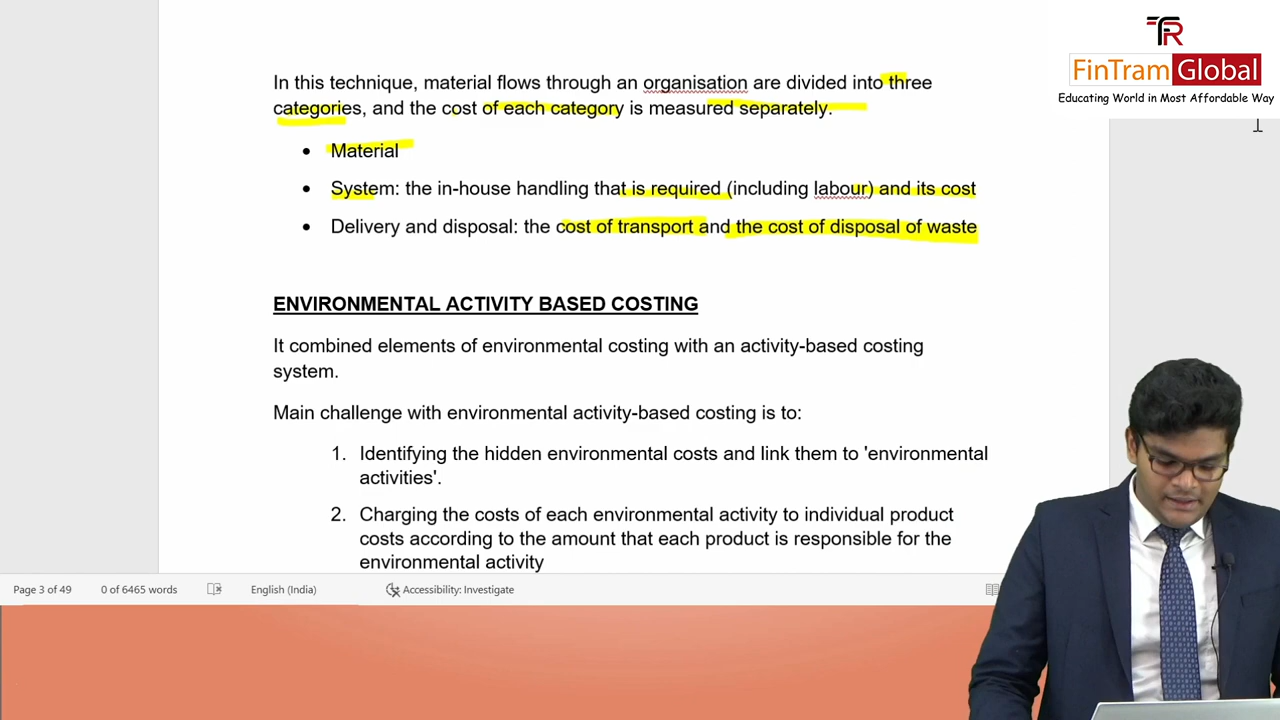 TR
FinTram Global
Educating World in Most Affordable Way
In this technique, material flows through an organisation are divided into three
categories, and the cost of each category is measured separately.
• Material
• System: the in-house handling that is required (including labour) and its cost
• Delivery and disposal: the cost of transport and the cost of disposal of waste
ENVIRONMENTAL ACTIVITY BASED COSTING
It combined elements of environmental costing with an activity-based costing
system.
Main challenge with environmental activity-based costing is to:
1. Identifying the hidden environmental costs and link them to 'environmental
activities'.
2. Charging the costs of each environmental activity to individual product
costs according to the amount that each product is responsible for the
environmental activity
Page 3 of 49 0 of 6465 words English (India) Accessibility: Investigate